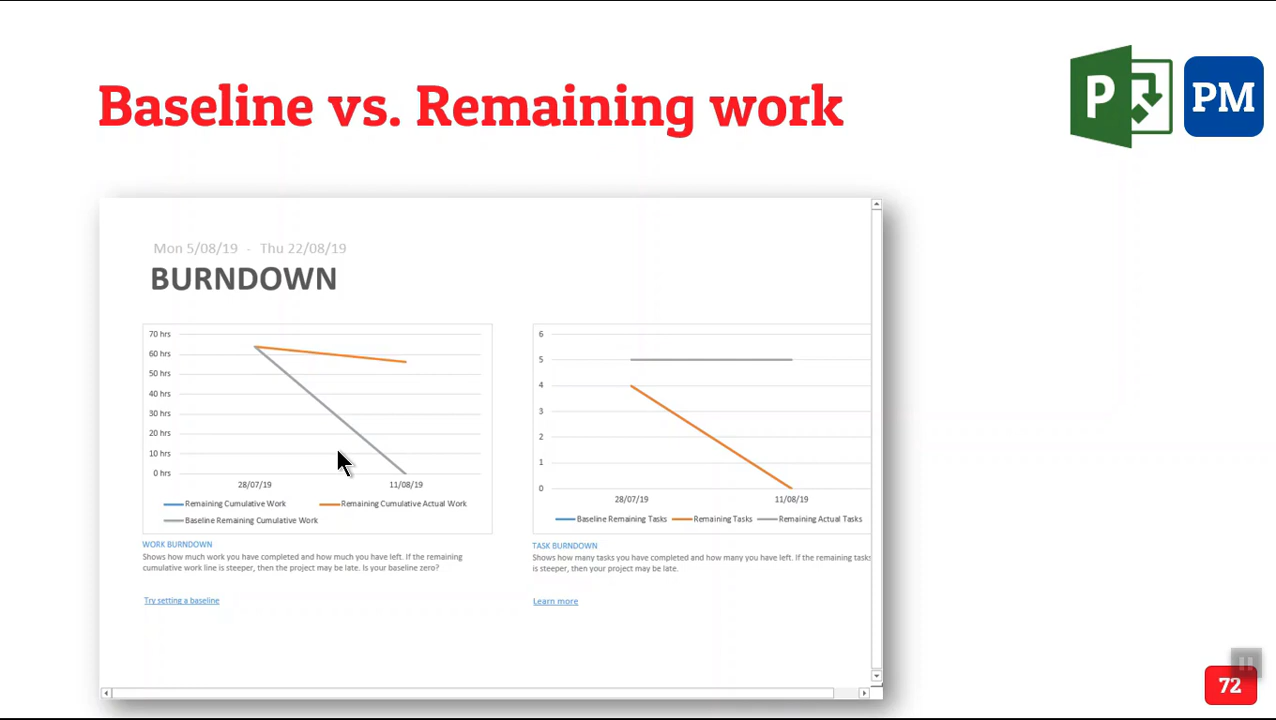 Baseline vs. Remaining work
P
PM
Mon 5/08/19 - Thu 22/08/19
BURNDOWN
70 hrs
60 hrs
50 hrs
40 hrs
30 hrs
20 hrs
10 hrs
0 hrs
28/07/19 11/08/19
Remaining Cumulative Work Remaining Cumulative Actual Work
Baseline Remaining Cumulative Work
WORK BURNDOWN
Shows how much work you have completed and how much you have left. If the remaining
cumulative work line is steeper, then the project may be late. Is your baseline zero?
Try setting a baseline
6
5
4
3
2
1
0
28/07/19 11/08/19
Baseline Remaining Tasks Remaining Tasks Remaining Actual Tasks
TASK BURNDOWN
Shows how many tasks you have completed and how many you have left. If the remaining tasks
is steeper, then your project may be late.
Learn more
72